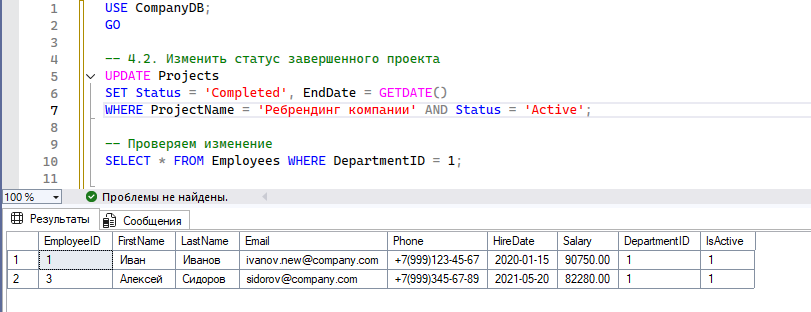 1 USE CompanyDB;
2 GO
3
4 -- 4.2. Изменить статус завершенного проекта
5 UPDATE Projects
6 SET Status = 'Completed', EndDate = GETDATE()
7 WHERE ProjectName = 'Ребрендинг компании' AND Status = 'Active';
8
9 -- Проверяем изменение
10 SELECT * FROM Employees WHERE DepartmentID = 1;
11
100 % Проблемы не найдены.
Результаты Сообщения
EmployeeID FirstName LastName Email Phone HireDate Salary DepartmentID IsActive
1 1 Иван Иванов ivanov.new@company.com +7(999)123-45-67 2020-01-15 90750.00 1 1
2 3 Алексей Сидоров sidorov@company.com +7(999)345-67-89 2021-05-20 82280.00 1 1